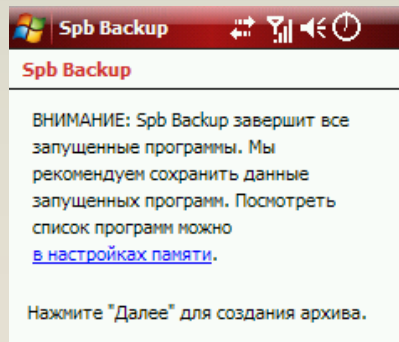 Spb Backup
Spb Backup
ВНИМАНИЕ: Spb Backup завершит все
запущенные программы. Мы
рекомендуем сохранить данные
запущенных программ. Посмотреть
список программ можно
в настройках памяти.
Нажмите "Далее" для создания архива.